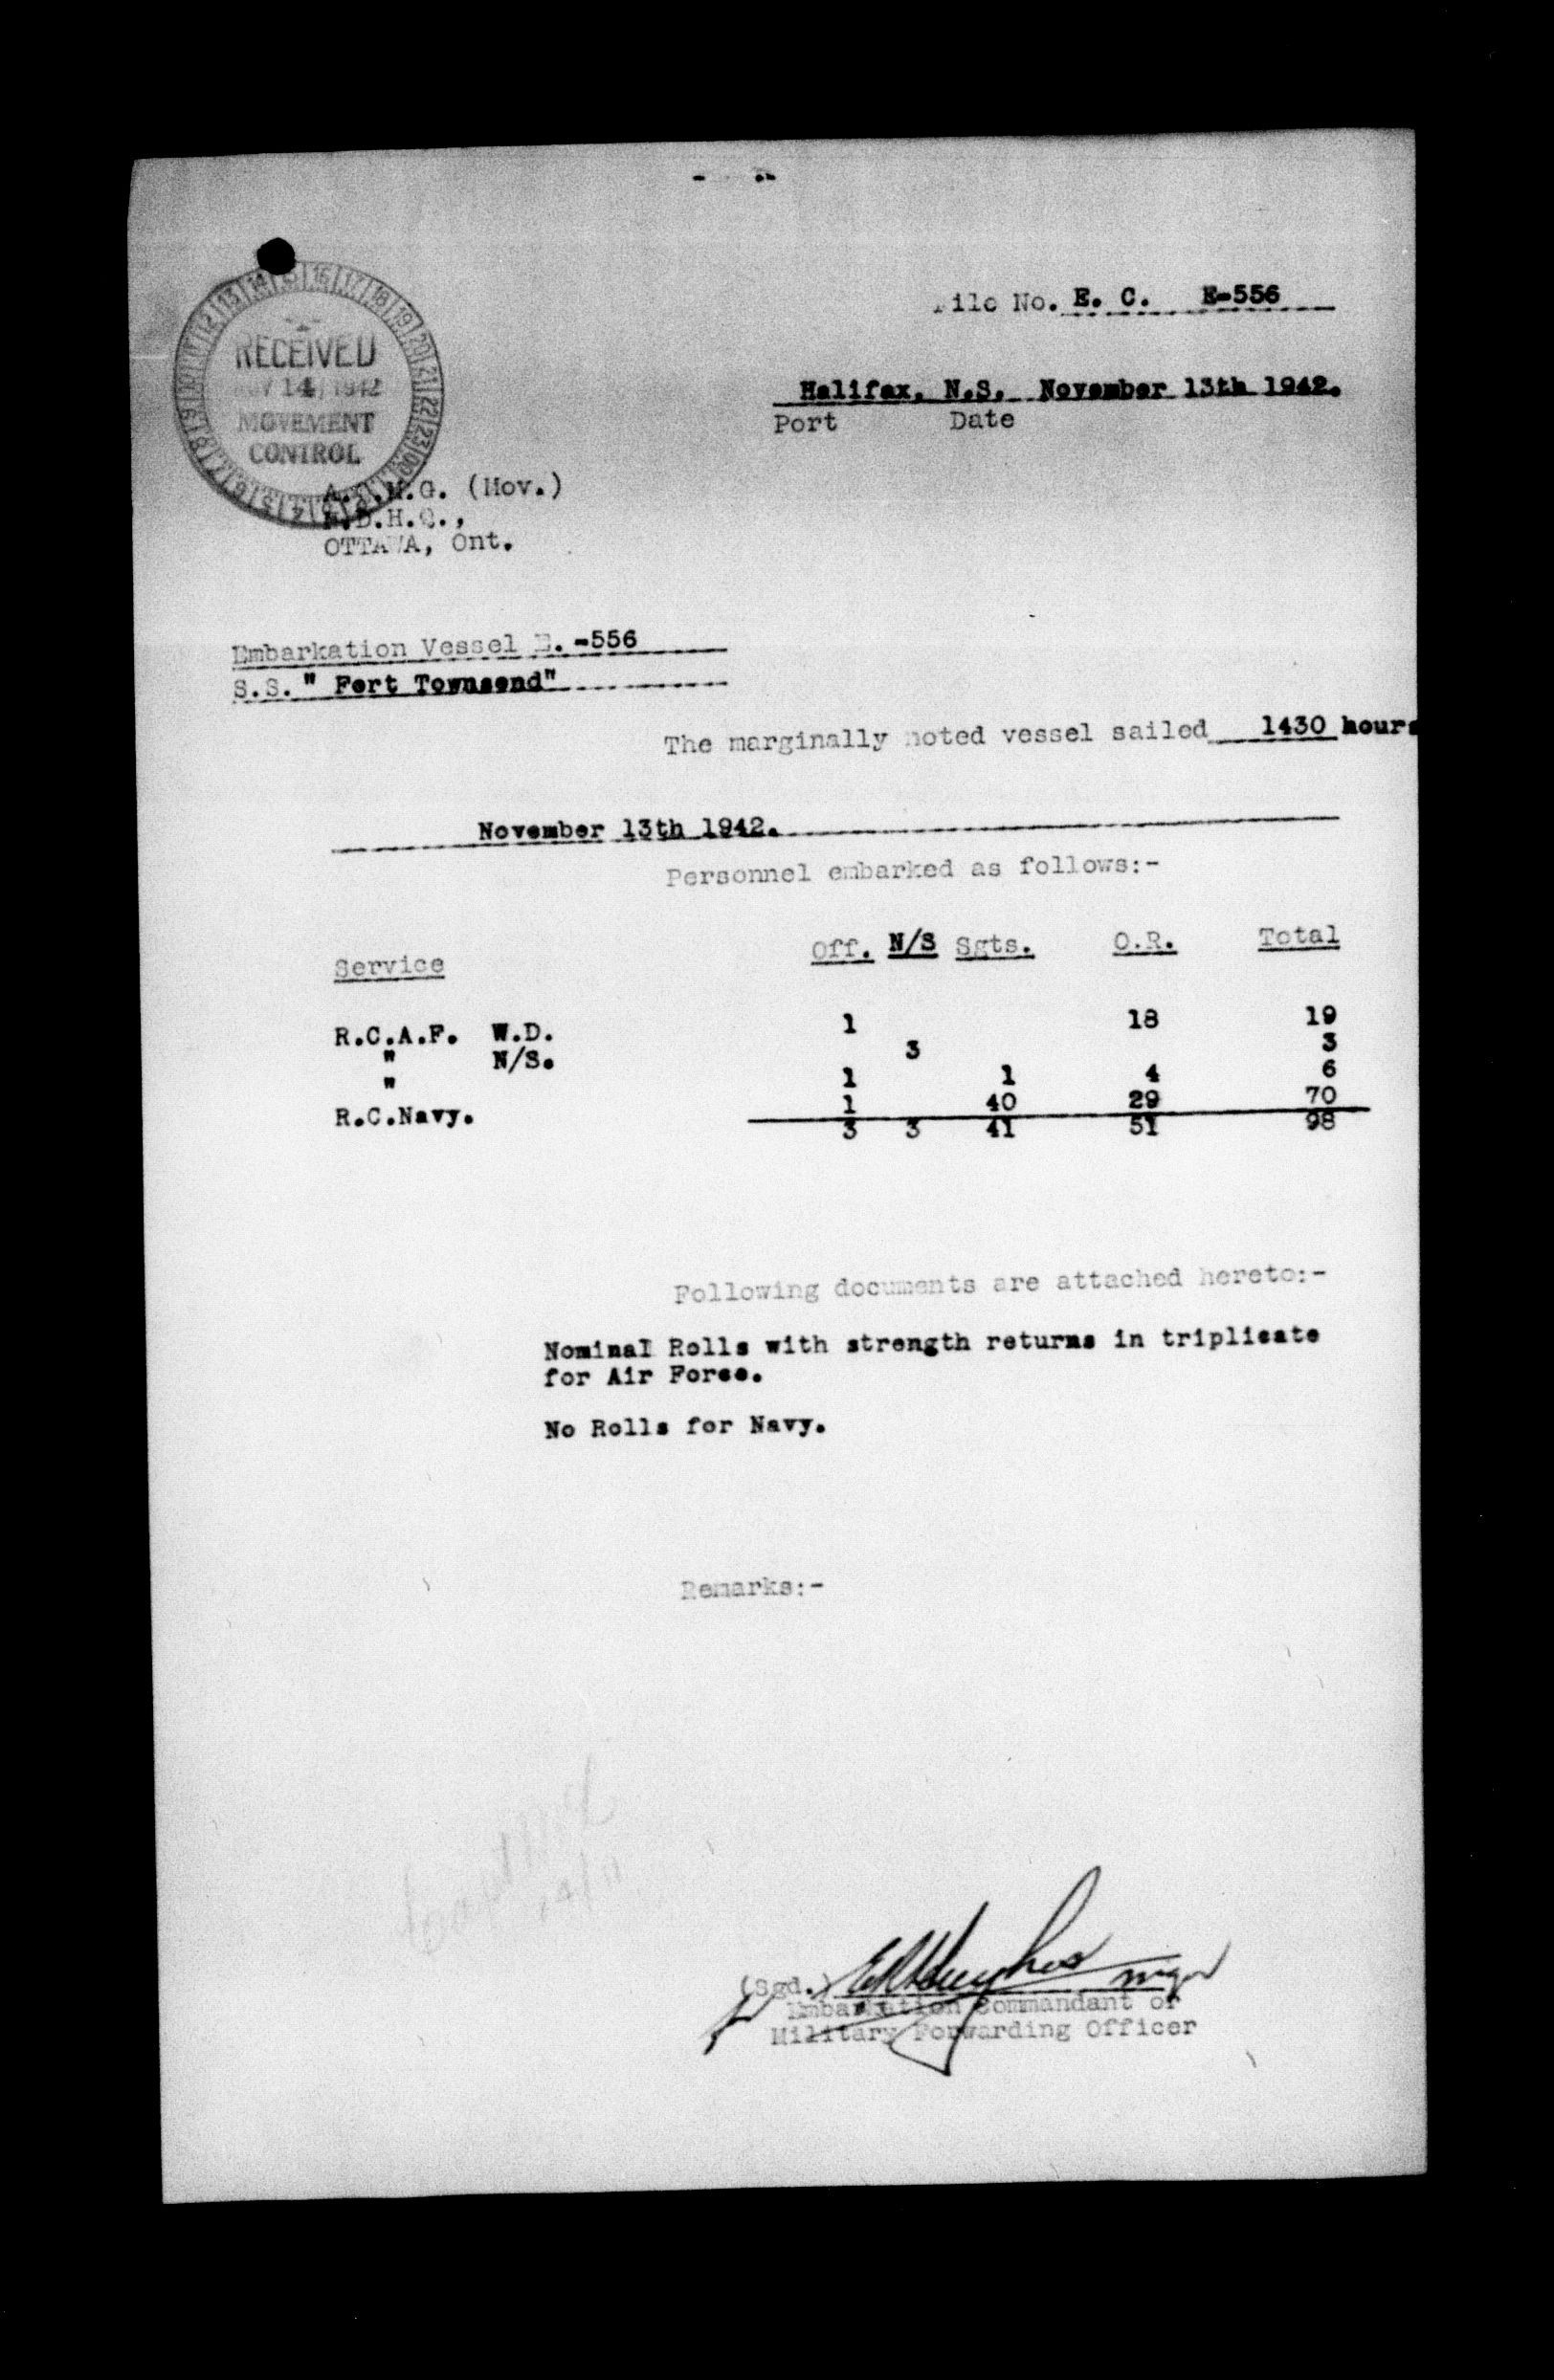 File No. E. C. E-556
Halifax, N.S. November 13th 1942.
Port Date
RECEIVED
NOV 14 1942
MOVEMENT
CONTROL
A.Q.M.G. (Mov.)
N.D.H.Q.,
OTTAWA, Ont.
Embarkation Vessel E. -556
S.S. " Fort Townsend"
The marginally noted vessel sailed 1430 hours
November 13th 1942.
Personnel embarked as follows:-
Service Off. N/S Sgts. O.R. Total
R.C.A.F. W.D. 1 18 19
" N/S. 3 3
" 1 1 4 6
R.C.Navy. 1 40 29 70
3 3 41 51 98
Following documents are attached hereto:-
Nominal Rolls with strength returns in triplicate
for Air Force.
No Rolls for Navy.
Remarks:-
(Sgd.) Hughes Major
Embarkation Commandant or
Military Forwarding Officer